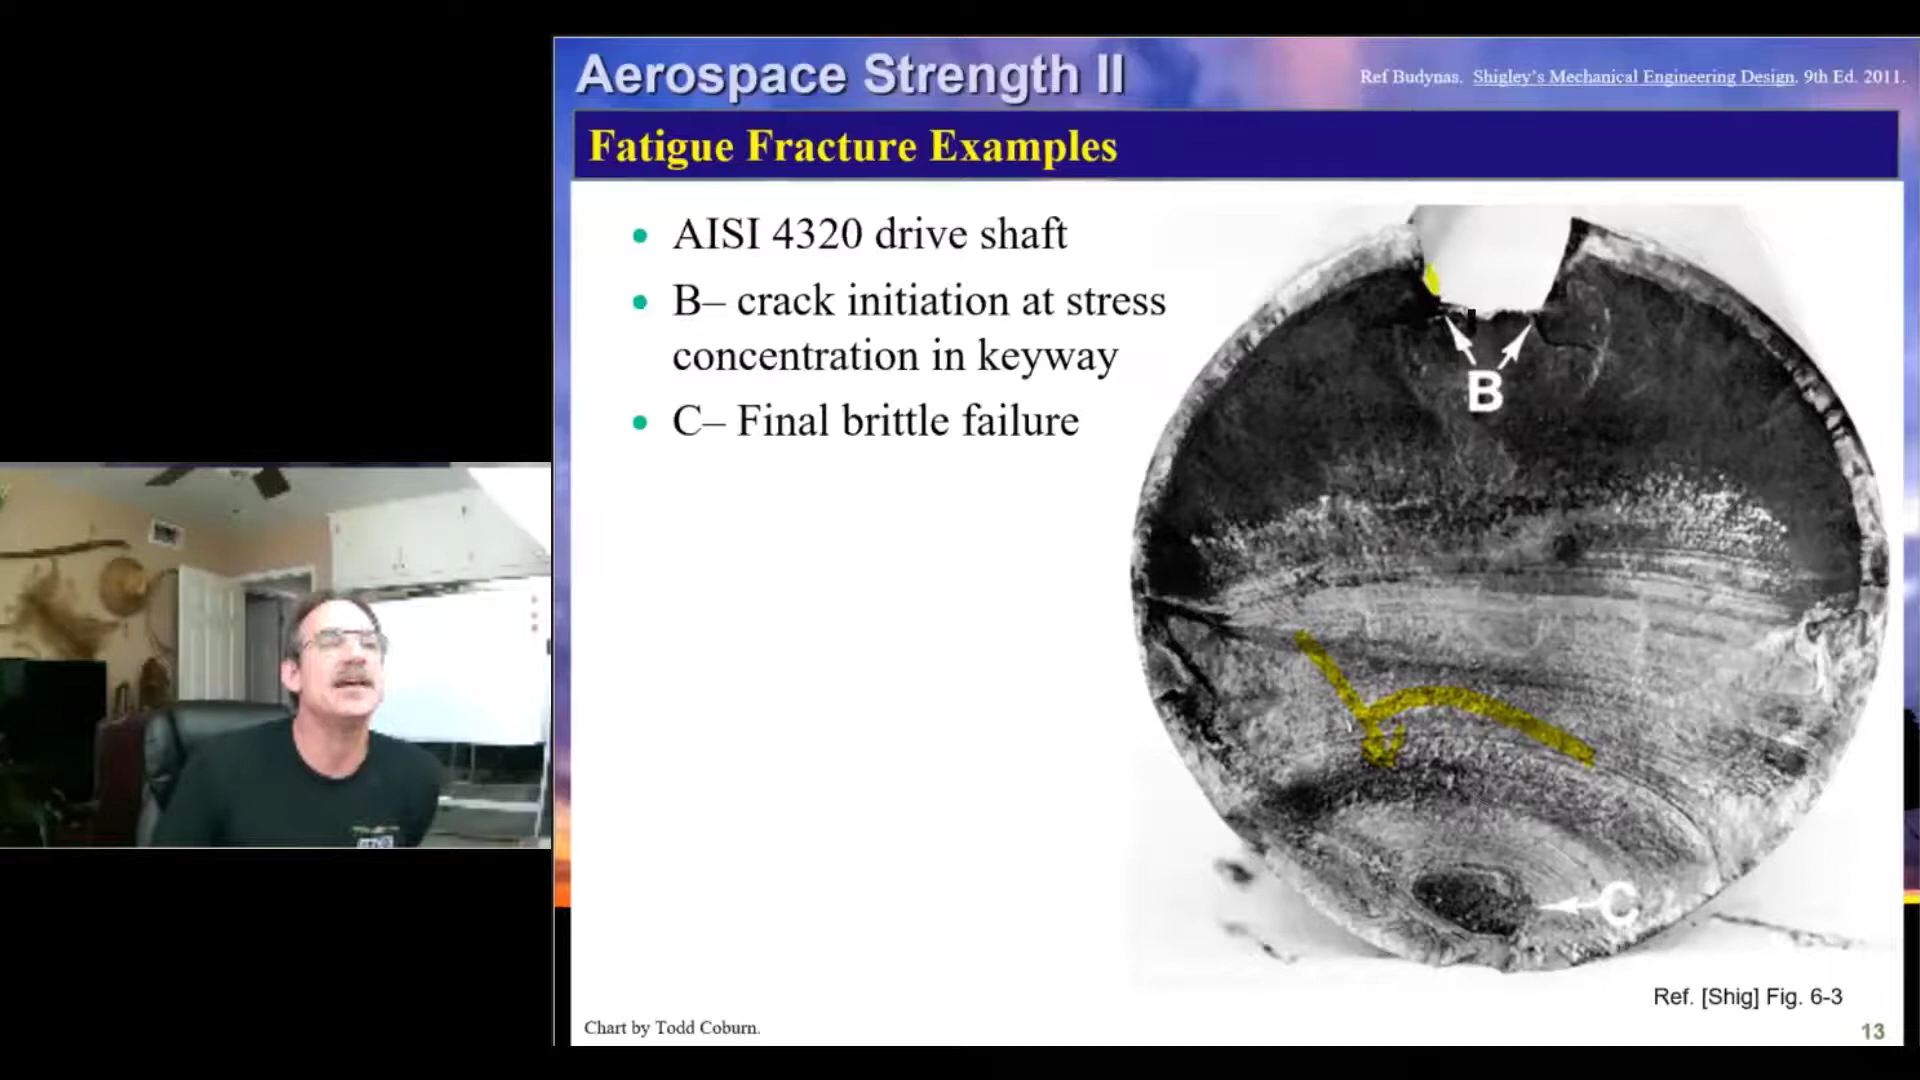 Aerospace Strength II
Ref Budynas. Shigley's Mechanical Engineering Design. 9th Ed. 2011.
Fatigue Fracture Examples
• AISI 4320 drive shaft
• B– crack initiation at stress
concentration in keyway
• C– Final brittle failure
B
C
Ref. [Shig] Fig. 6-3
Chart by Todd Coburn.
13